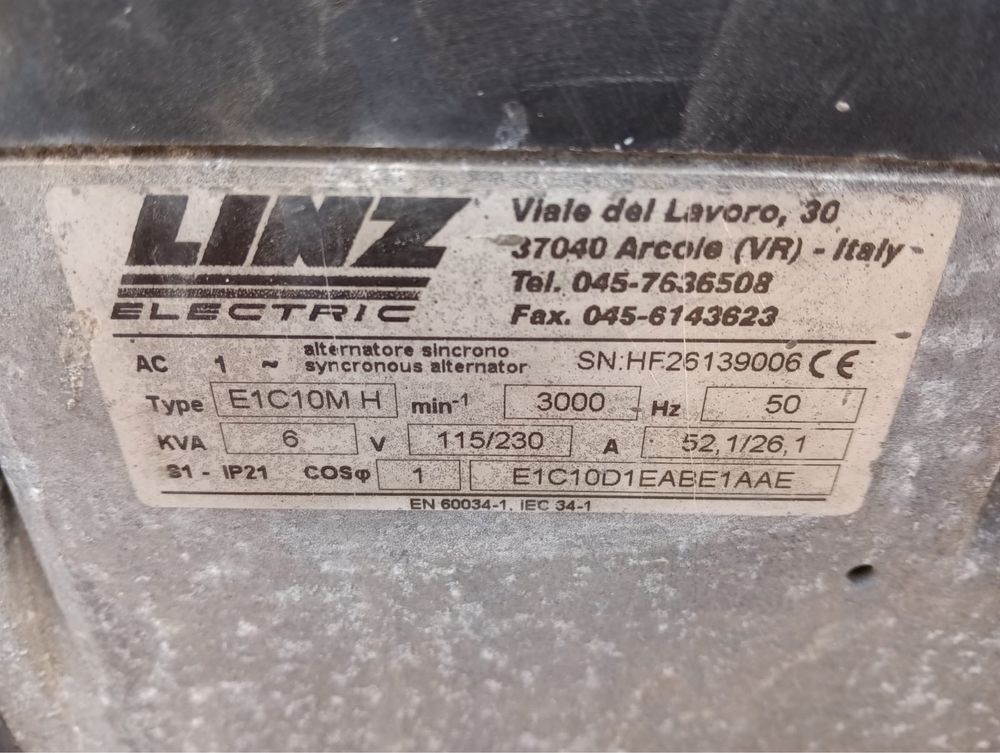 LINZ
ELECTRIC
Viale del Lavoro, 30
37040 Arcole (VR) - Italy
Tel. 045-7636508
Fax. 045-6143623
AC 1 ~ alternatore sincrono
syncronous alternator
SN:HF26139006 CE
Type E1C10M H min-1 3000 Hz 50
KVA 6 V 115/230 A 52,1/26,1
S1 - IP21 COSφ 1 E1C10D1EABE1AAE
EN 60034-1, IEC 34-1